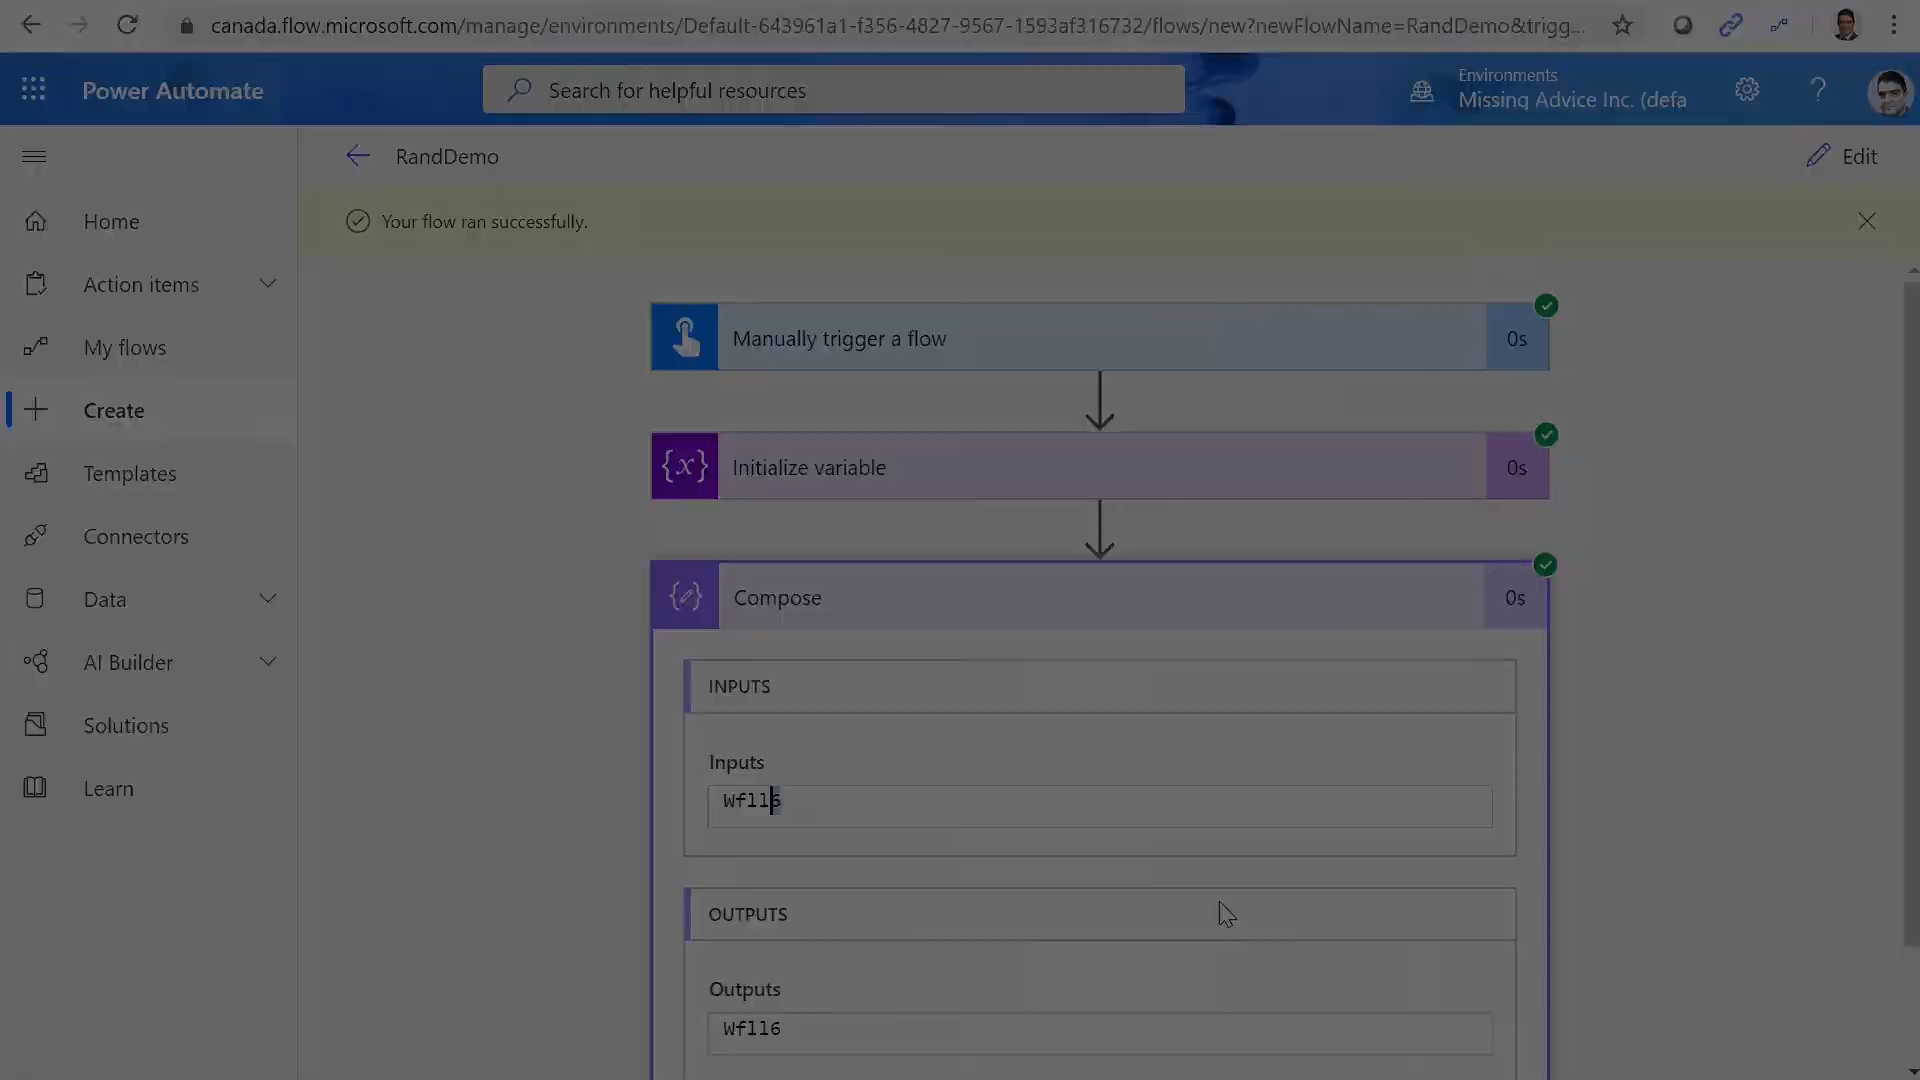 canada.flow.microsoft.com/manage/environments/Default-643961a1-f356-4827-9567-1593af316732/flows/new?newFlowName=RandDemo&trigg...
Power Automate
Search for helpful resources
Environments
Missing Advice Inc. (defa
RandDemo
Edit
Your flow ran successfully.
Home
Action items
My flows
Create
Templates
Connectors
Data
AI Builder
Solutions
Learn
Manually trigger a flow
0s
{x}
Initialize variable
0s
Compose
0s
INPUTS
Inputs
Wfll6
OUTPUTS
Outputs
Wfll6